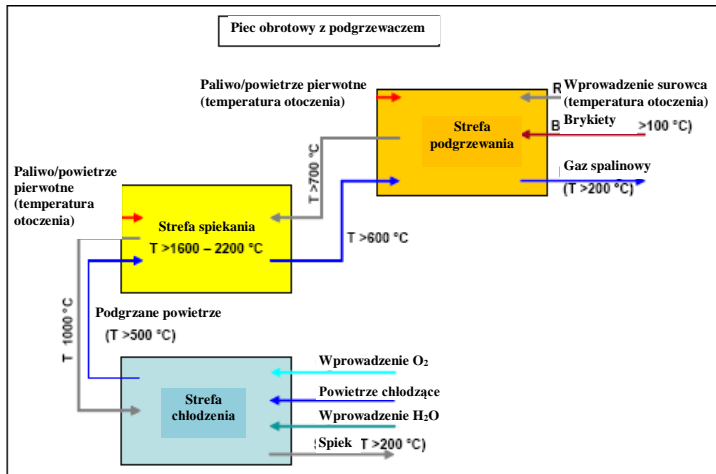 Piec obrotowy z podgrzewaczem
Paliwo/powietrze pierwotne
(temperatura otoczenia)
R
Wprowadzenie surowca
(temperatura otoczenia)
B
Brykiety
>100 °C)
Strefa
podgrzewania
Gaz spalinowy
(T >200 °C)
Paliwo/powietrze
pierwotne
(temperatura
otoczenia)
T >700 °C
Strefa spiekania
T >1600 – 2200 °C
T >600 °C
Podgrzane powietrze
(T >500 °C)
T 1000 °C
Strefa
chłodzenia
Wprowadzenie O₂
Powietrze chłodzące
Wprowadzenie H₂O
Spiek T >200 °C)